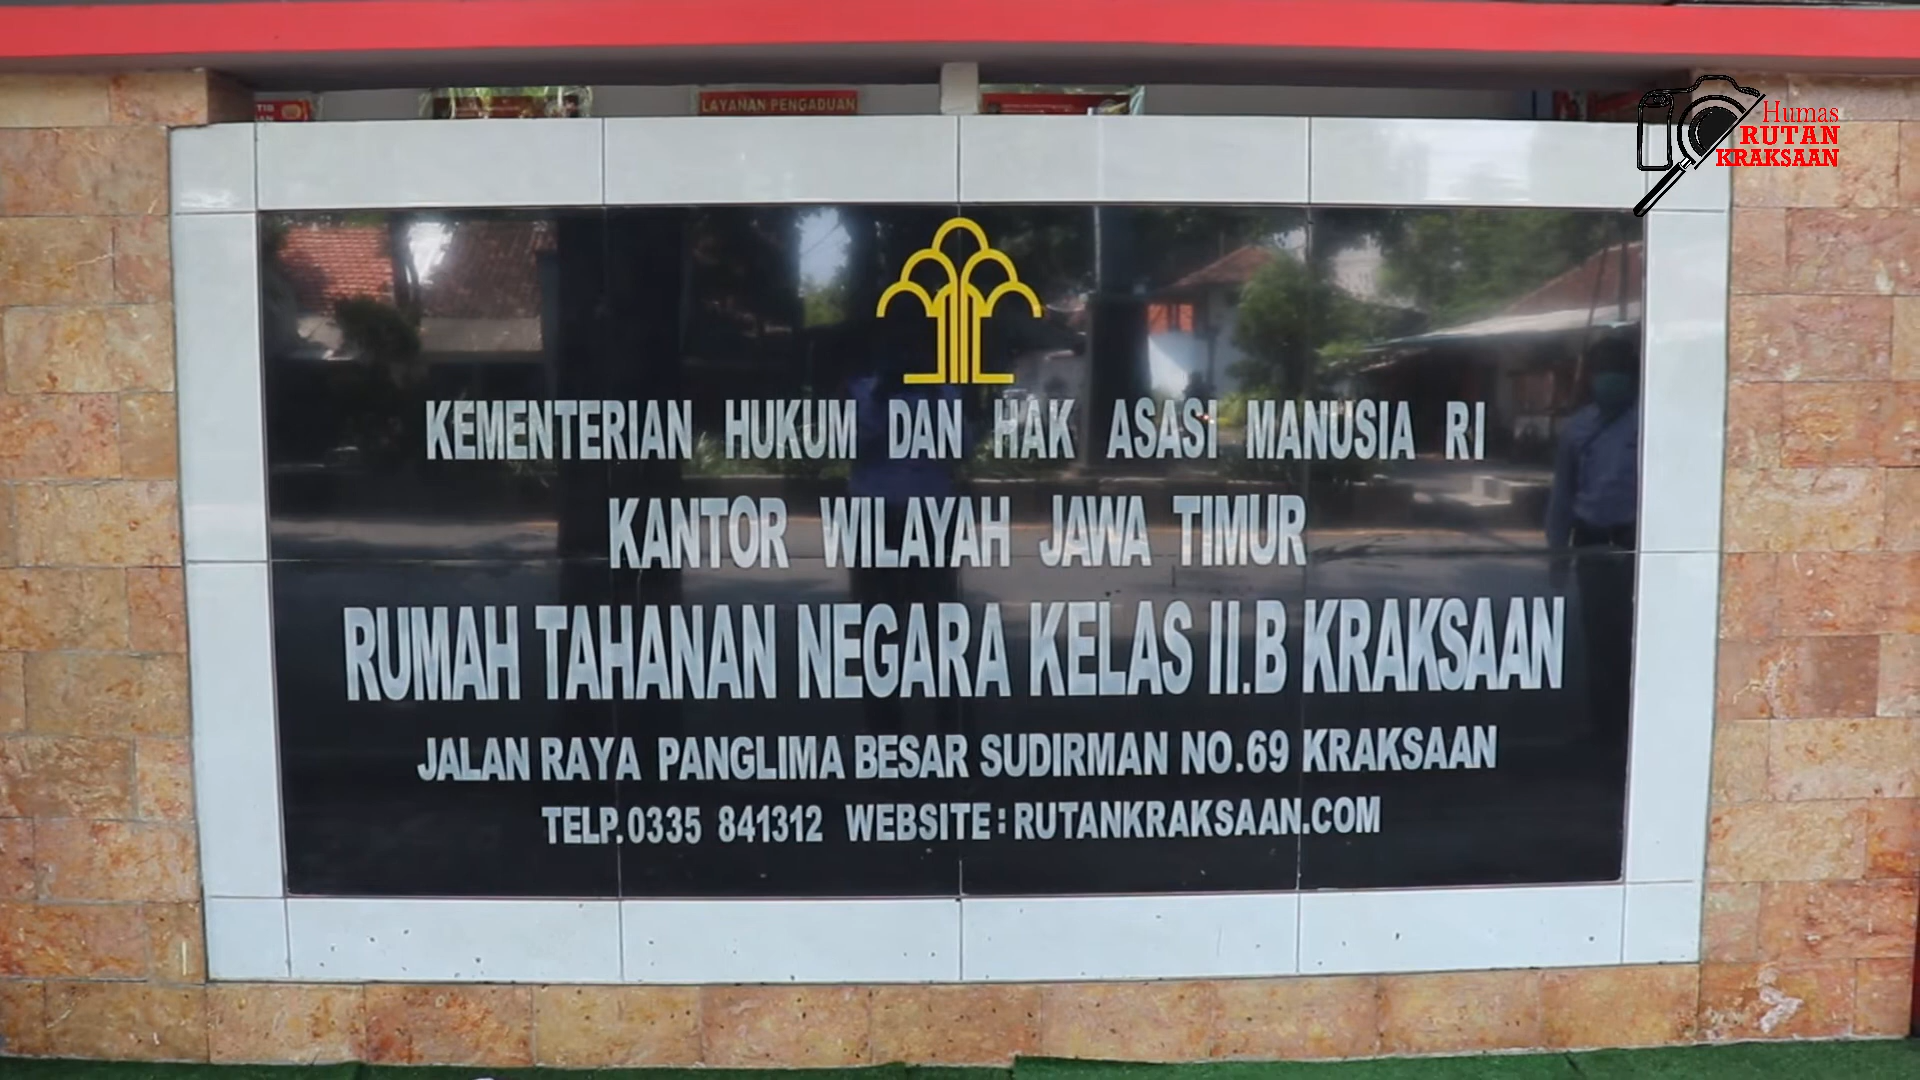 LAYANAN PENGADUAN
Humas
RUTAN
KRAKSAAN
KEMENTERIAN HUKUM DAN HAK ASASI MANUSIA RI
KANTOR WILAYAH JAWA TIMUR
RUMAH TAHANAN NEGARA KELAS II.B KRAKSAAN
JALAN RAYA PANGLIMA BESAR SUDIRMAN NO.69 KRAKSAAN
TELP.0335 841312 WEBSITE:RUTANKRAKSAAN.COM